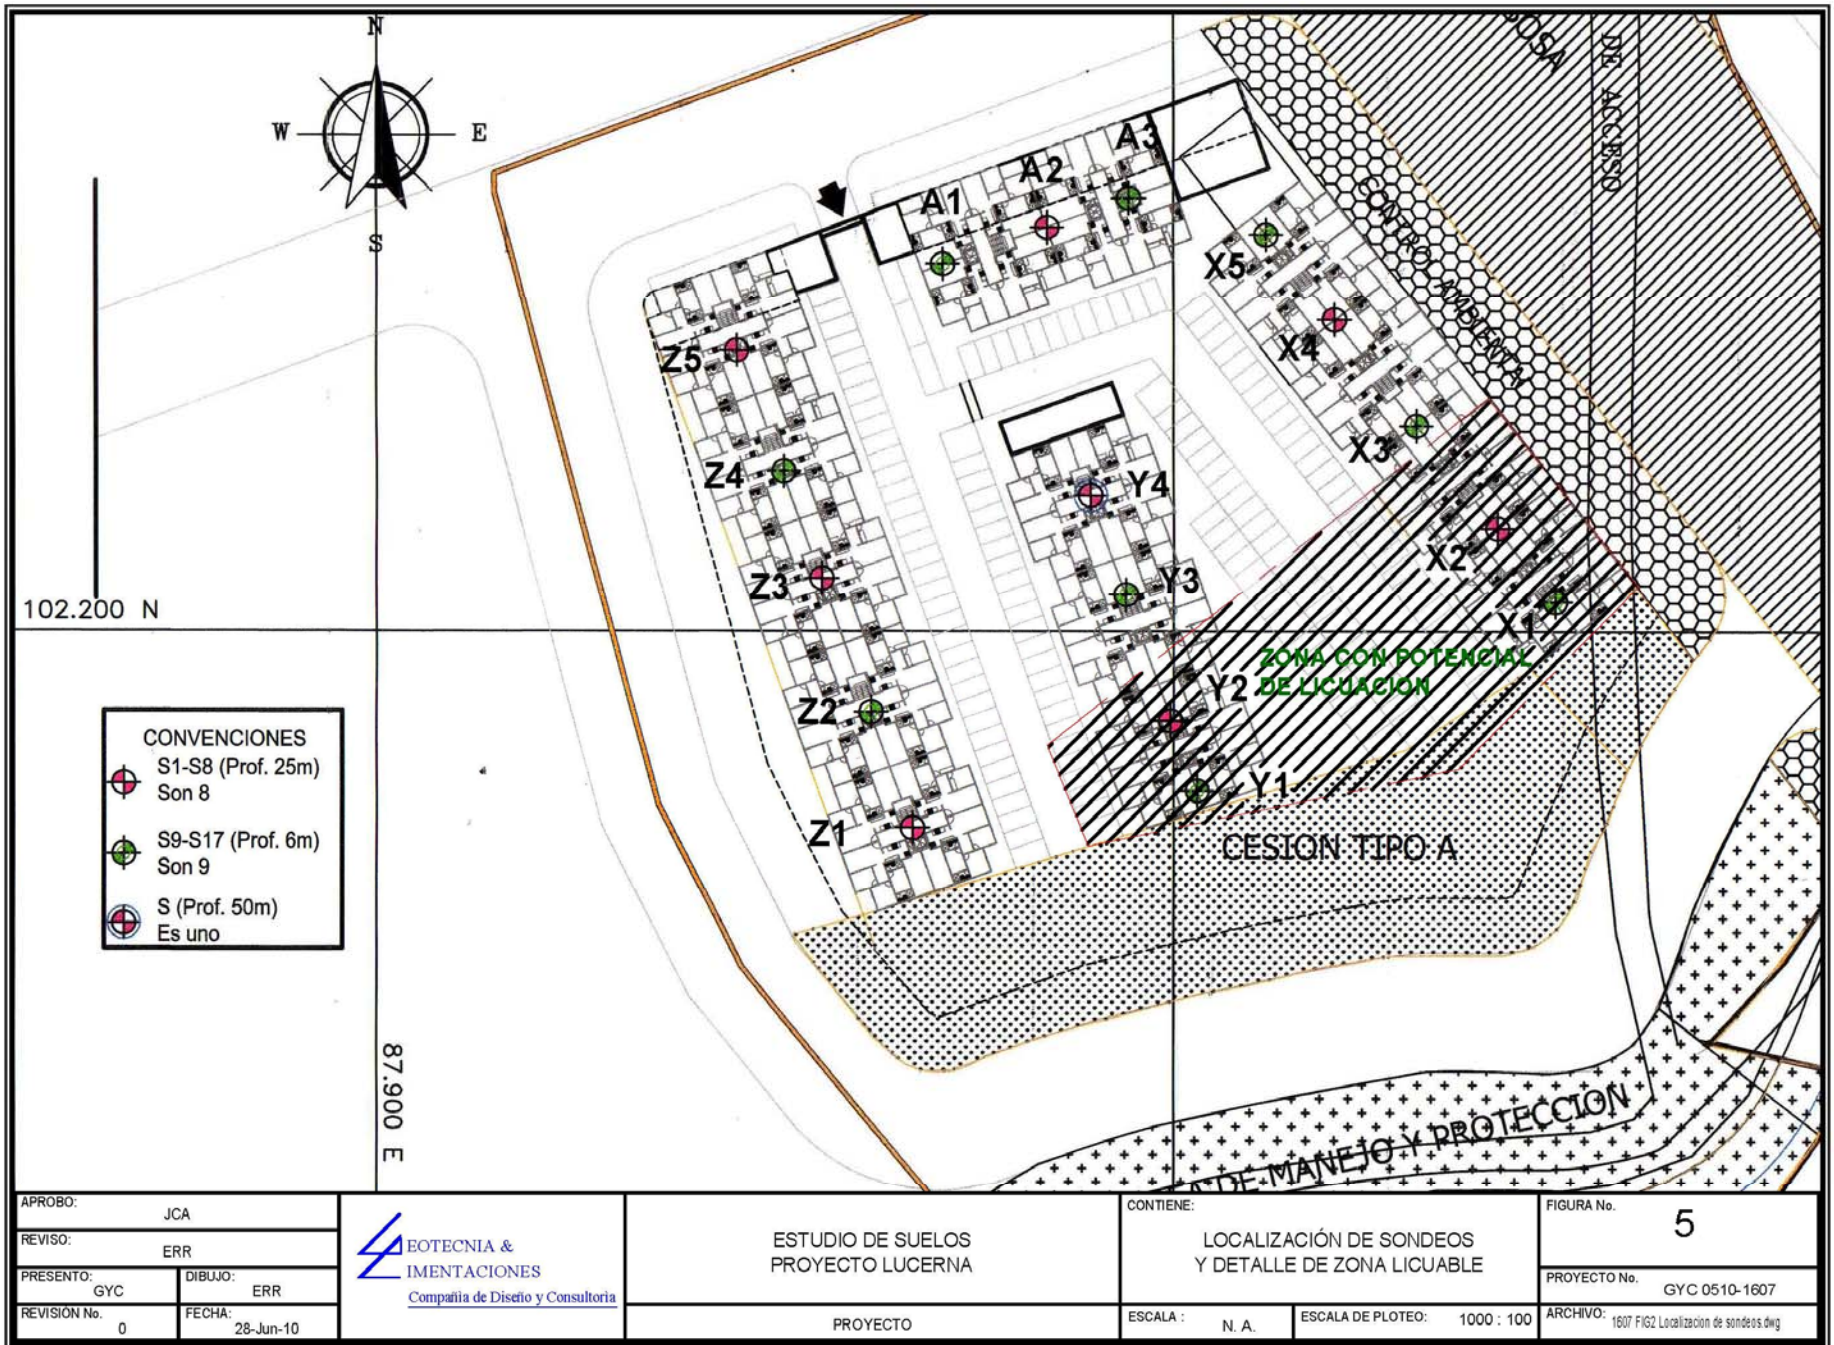 N
W
E
S
102.200 N
87.900 E
A1
A2
A3
X5
X4
X3
X2
X1
Z5
Z4
Z3
Z2
Z1
Y4
Y3
Y2
Y1
DE ACCESO
CONTROL AMBIENTAL
ZONA CON POTENCIAL
DE LICUACION
CESION TIPO A
DE MANEJO Y PROTECCION
CONVENCIONES
S1-S8 (Prof. 25m)
Son 8
S9-S17 (Prof. 6m)
Son 9
S (Prof. 50m)
Es uno
APROBO:
JCA
REVISO:
ERR
PRESENTO:
GYC
DIBUJO:
ERR
REVISIÓN No.
0
FECHA:
28-Jun-10
EOTECNIA &
IMENTACIONES
Compañia de Diseño y Consultoria
ESTUDIO DE SUELOS
PROYECTO LUCERNA
PROYECTO
CONTIENE:
LOCALIZACIÓN DE SONDEOS
Y DETALLE DE ZONA LICUABLE
ESCALA :
N. A.
ESCALA DE PLOTEO:
1000 : 100
FIGURA No.
5
PROYECTO No.
GYC 0510-1607
ARCHIVO:
1607 FIG2 Localizacion de sondeos.dwg